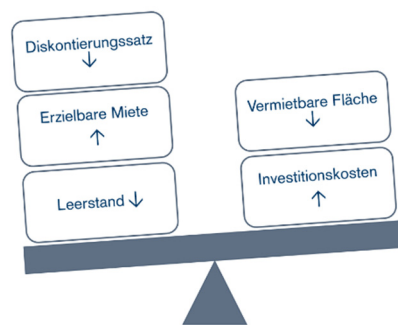 Diskontierungssatz
↓
Erzielbare Miete
↑
Leerstand ↓
Vermietbare Fläche
↓
Investitionskosten
↑